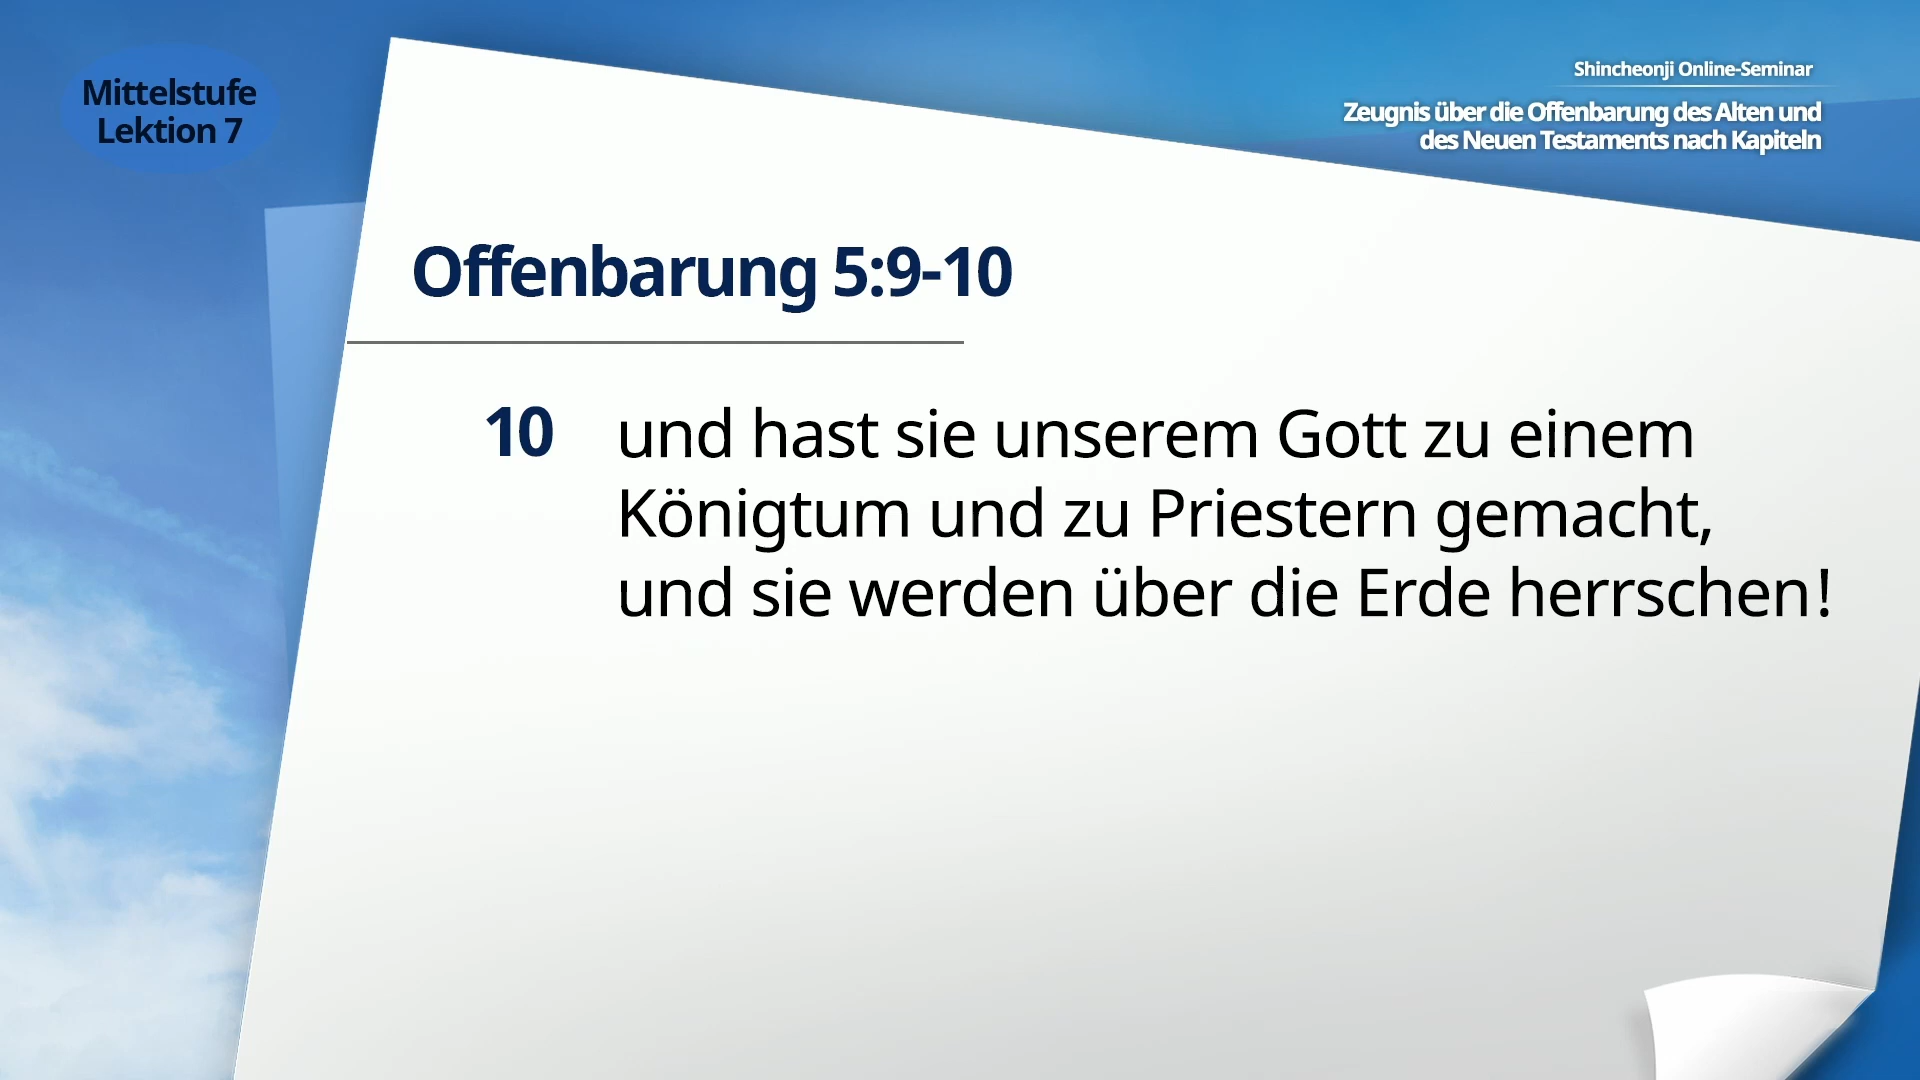 Mittelstufe
Lektion 7
Shincheonji Online-Seminar
Zeugnis über die Offenbarung des Alten und
des Neuen Testaments nach Kapiteln
Offenbarung 5:9-10
10 und hast sie unserem Gott zu einem
Königtum und zu Priestern gemacht,
und sie werden über die Erde herrschen!